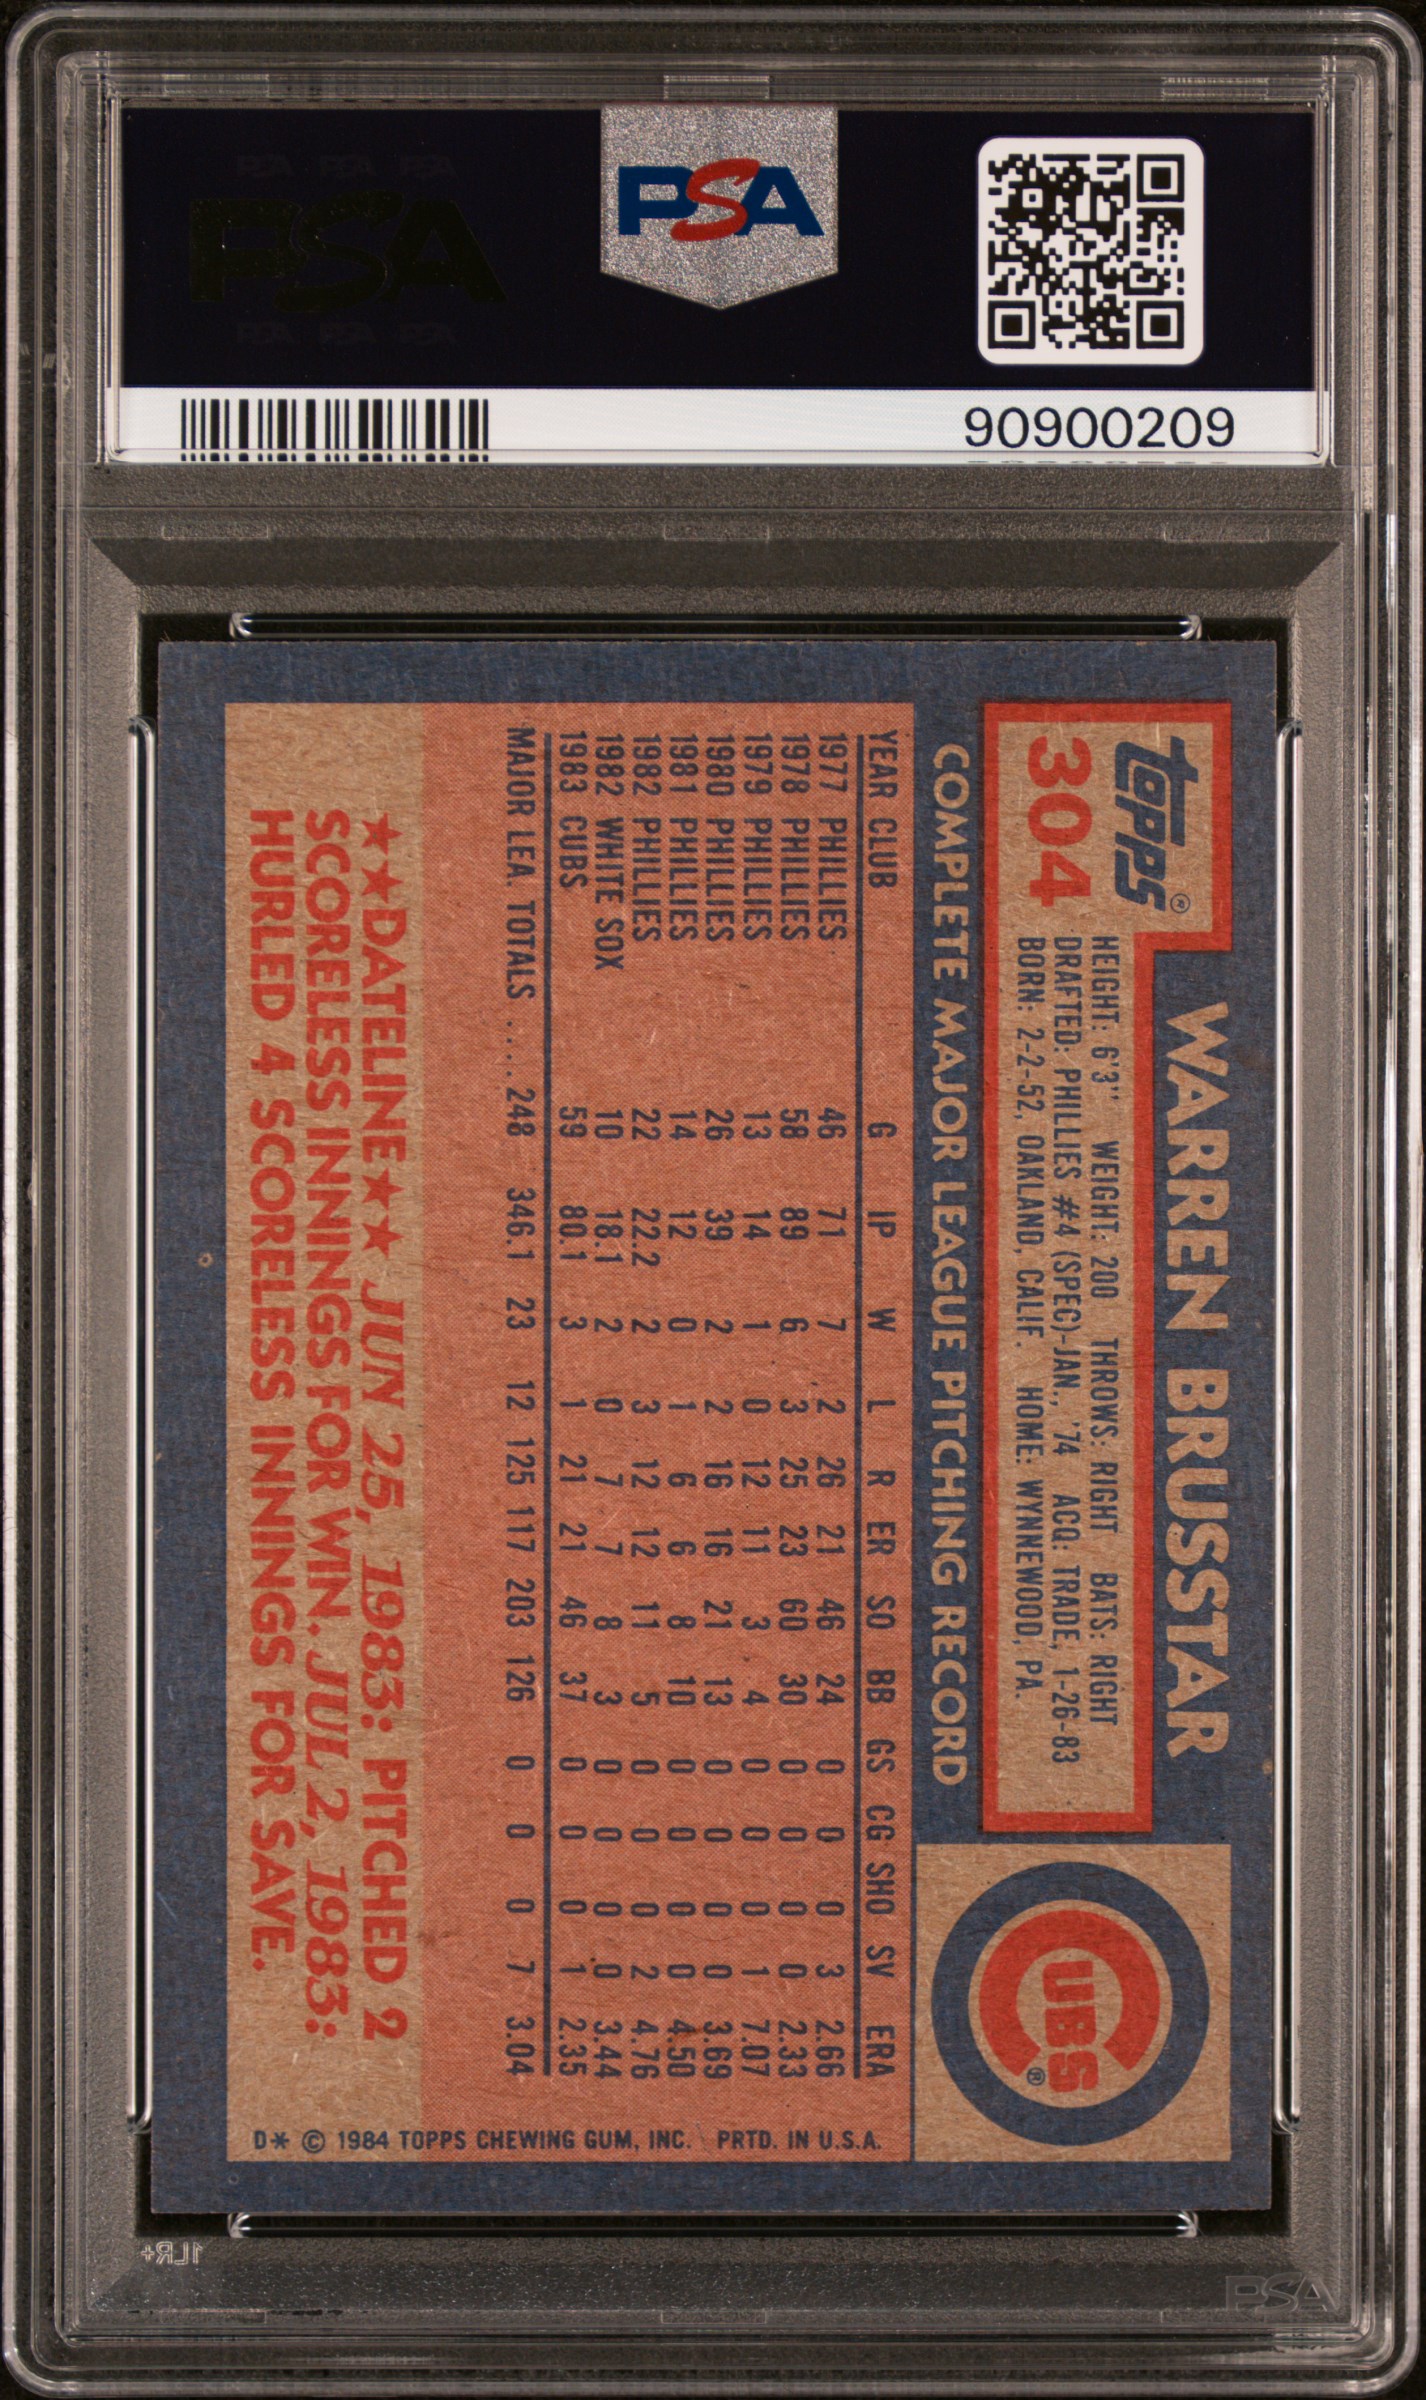 PSA PSA PSA
PSA
PSA PSA PSA
PSA
90900209
topps®
304
WARREN BRUSSTAR
HEIGHT: 6'3" WEIGHT: 200 THROWS: RIGHT BATS: RIGHT
DRAFTED: PHILLIES #4 (SPEC)-JAN., '74 ACQ: TRADE, 1-26-83
BORN: 2-2-52, OAKLAND, CALIF. HOME: WYNNEWOOD, PA.
CUBS®
COMPLETE MAJOR LEAGUE PITCHING RECORD
YEAR CLUB G IP W L R ER SO BB GS CG SHO SV ERA
1977 PHILLIES 46 71 7 2 26 21 46 24 0 0 0 3 2.66
1978 PHILLIES 58 89 6 3 25 23 60 30 0 0 0 0 2.33
1979 PHILLIES 13 14 1 0 12 11 3 4 0 0 0 1 7.07
1980 PHILLIES 26 39 2 2 16 16 21 13 0 0 0 0 3.69
1981 PHILLIES 14 12 0 1 6 6 8 10 0 0 0 0 4.50
1982 PHILLIES 22 22.2 2 3 12 12 11 5 0 0 0 2 4.76
1982 WHITE SOX 10 18.1 2 0 7 7 8 3 0 0 0 0 3.44
1983 CUBS 59 80.1 3 1 21 21 46 37 0 0 0 1 2.35
MAJOR LEA. TOTALS .... 248 346.1 23 12 125 117 203 126 0 0 0 7 3.04
★★DATELINE★★ JUN 25, 1983: PITCHED 2
SCORELESS INNINGS FOR WIN. JUL 2, 1983:
HURLED 4 SCORELESS INNINGS FOR SAVE.
D* © 1984 TOPPS CHEWING GUM, INC. PRTD. IN U.S.A.
1LR+
PSA